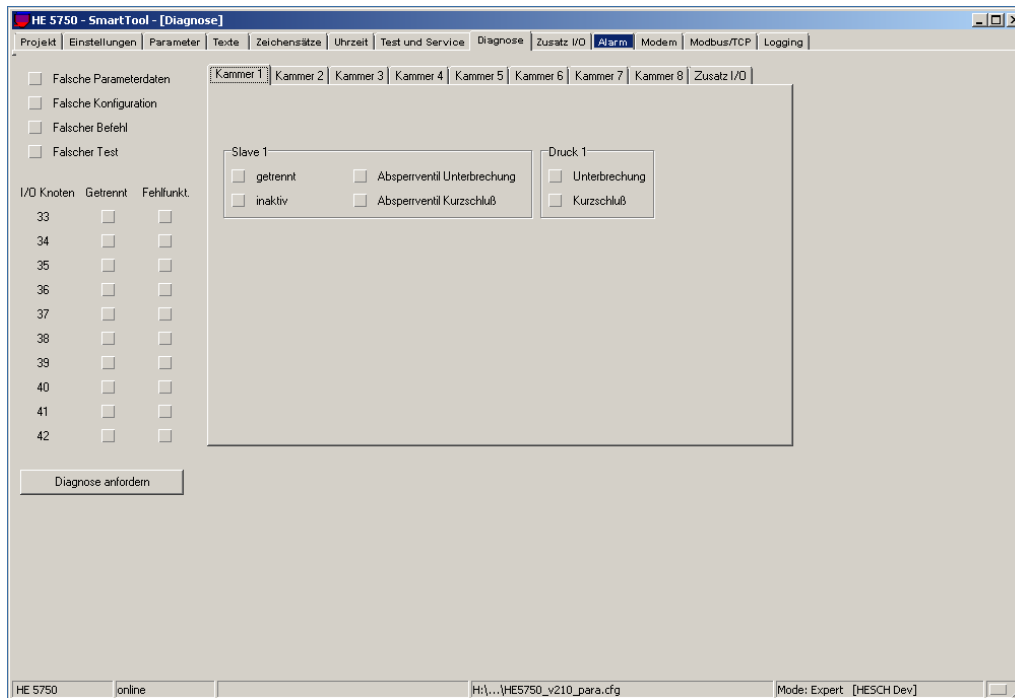 HE 5750 - SmartTool - [Diagnose]
Projekt Einstellungen Parameter Texte Zeichensätze Uhrzeit Test und Service Diagnose Zusatz I/O Alarm Modem Modbus/TCP Logging
Falsche Parameterdaten
Falsche Konfiguration
Falscher Befehl
Falscher Test
I/O Knoten Getrennt Fehlfunkt.
33
34
35
36
37
38
39
40
41
42
Diagnose anfordern
Kammer 1 Kammer 2 Kammer 3 Kammer 4 Kammer 5 Kammer 6 Kammer 7 Kammer 8 Zusatz I/O
Slave 1
getrennt Absperrventil Unterbrechung
inaktiv Absperrventil Kurzschluß
Druck 1
Unterbrechung
Kurzschluß
HE 5750 online H:\...\HE5750_v210_para.cfg Mode: Expert [HESCH Dev]